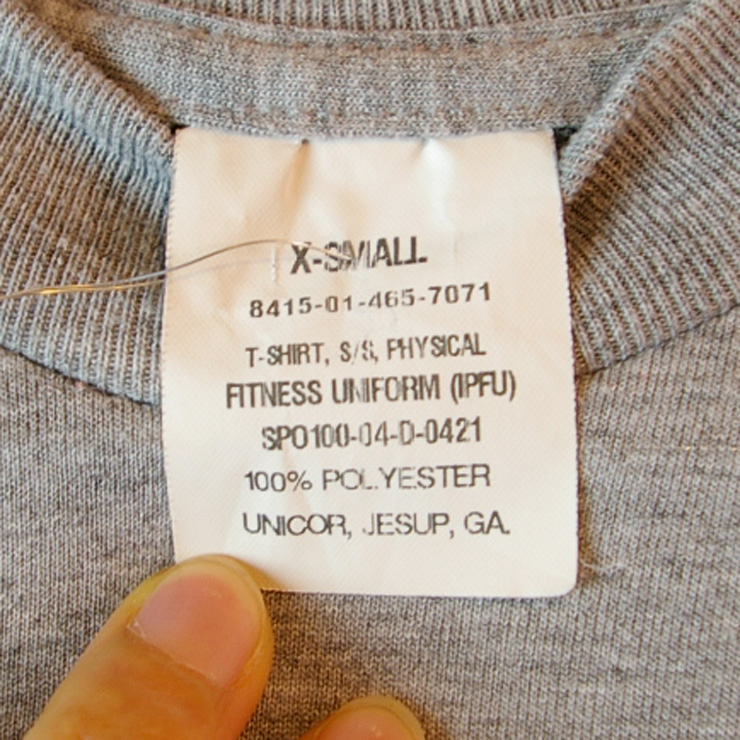 X-SMALL
8415-01-465-7071
T-SHIRT, S/S, PHYSICAL
FITNESS UNIFORM (IPFU)
SPO100-04-D-0421
100% POLYESTER
UNICOR, JESUP, GA.